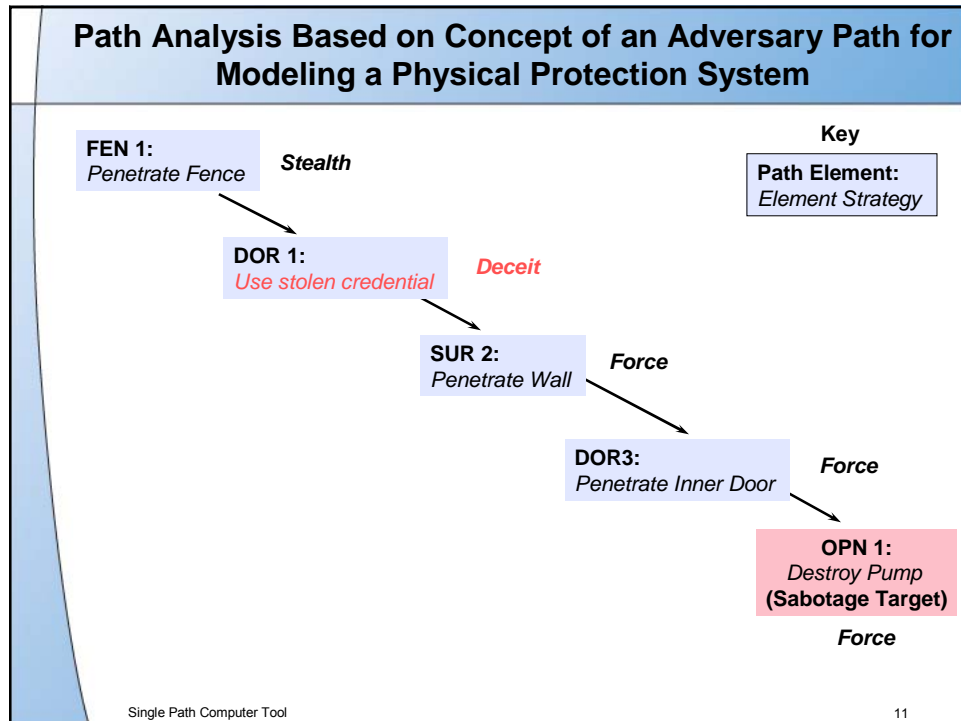 Path Analysis Based on Concept of an Adversary Path for
Modeling a Physical Protection System
Key
FEN 1:
Penetrate Fence
Stealth
Path Element:
Element Strategy
DOR 1:
Use stolen credential
Deceit
SUR 2:
Penetrate Wall
Force
DOR3:
Penetrate Inner Door
Force
OPN 1:
Destroy Pump
(Sabotage Target)
Force
Single Path Computer Tool
11